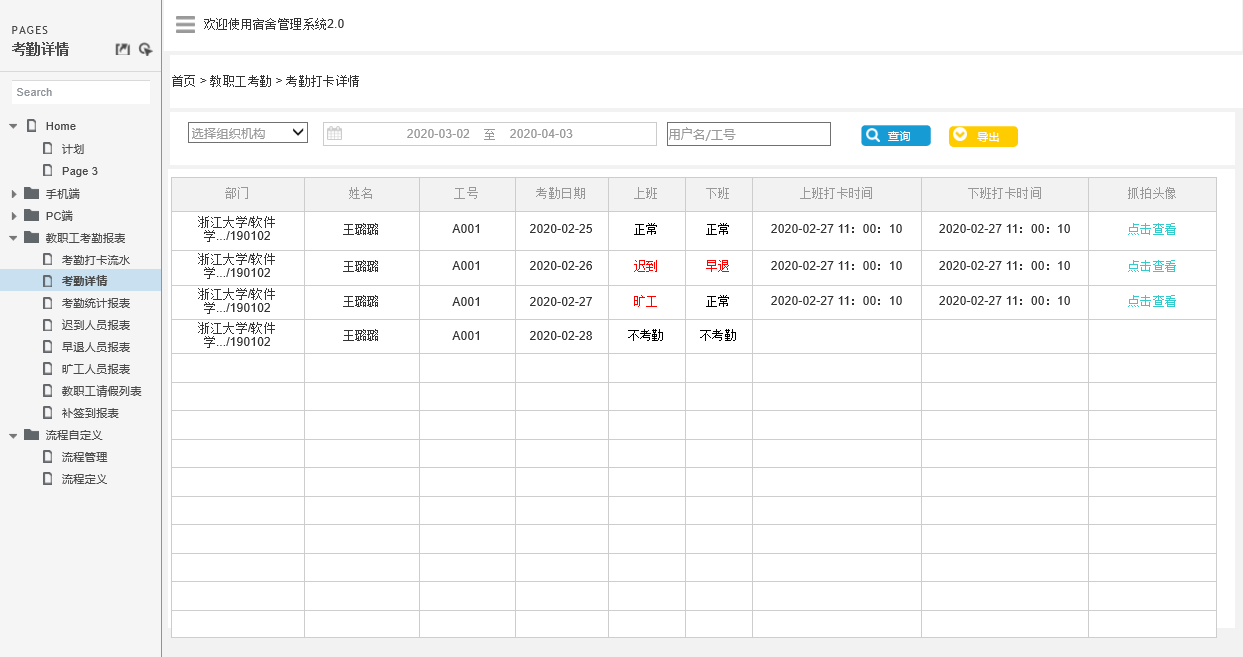 PAGES
考勤详情
Search
Home
计划
Page 3
手机端
PC端
教职工考勤报表
考勤打卡流水
考勤详情
考勤统计报表
迟到人员报表
早退人员报表
旷工人员报表
教职工请假列表
补签到报表
流程自定义
流程管理
流程定义
欢迎使用宿舍管理系统2.0
首页 > 教职工考勤 > 考勤打卡详情
选择组织机构 2020-03-02 至 2020-04-03 用户名/工号 查询 导出
部门 姓名 工号 考勤日期 上班 下班 上班打卡时间 下班打卡时间 抓拍头像
浙江大学/软件
学.../190102 王璐璐 A001 2020-02-25 正常 正常 2020-02-27 11：00：10 2020-02-27 11：00：10 点击查看
浙江大学/软件
学.../190102 王璐璐 A001 2020-02-26 迟到 早退 2020-02-27 11：00：10 2020-02-27 11：00：10 点击查看
浙江大学/软件
学.../190102 王璐璐 A001 2020-02-27 旷工 正常 2020-02-27 11：00：10 2020-02-27 11：00：10 点击查看
浙江大学/软件
学.../190102 王璐璐 A001 2020-02-28 不考勤 不考勤